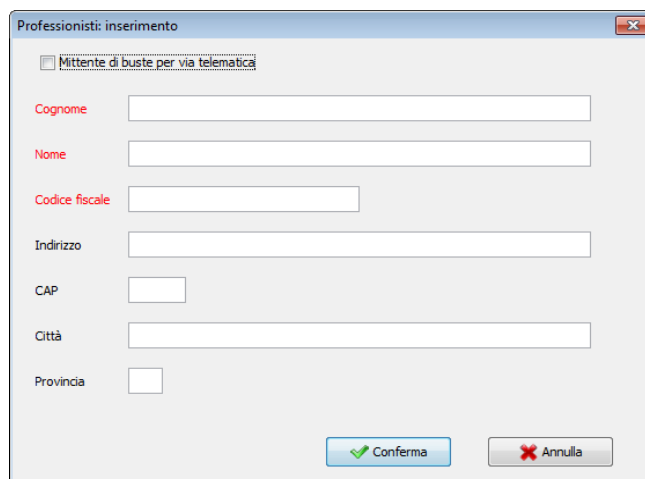 Professionisti: inserimento
Mittente di buste per via telematica
Cognome
Nome
Codice fiscale
Indirizzo
CAP
Città
Provincia
Conferma
Annulla